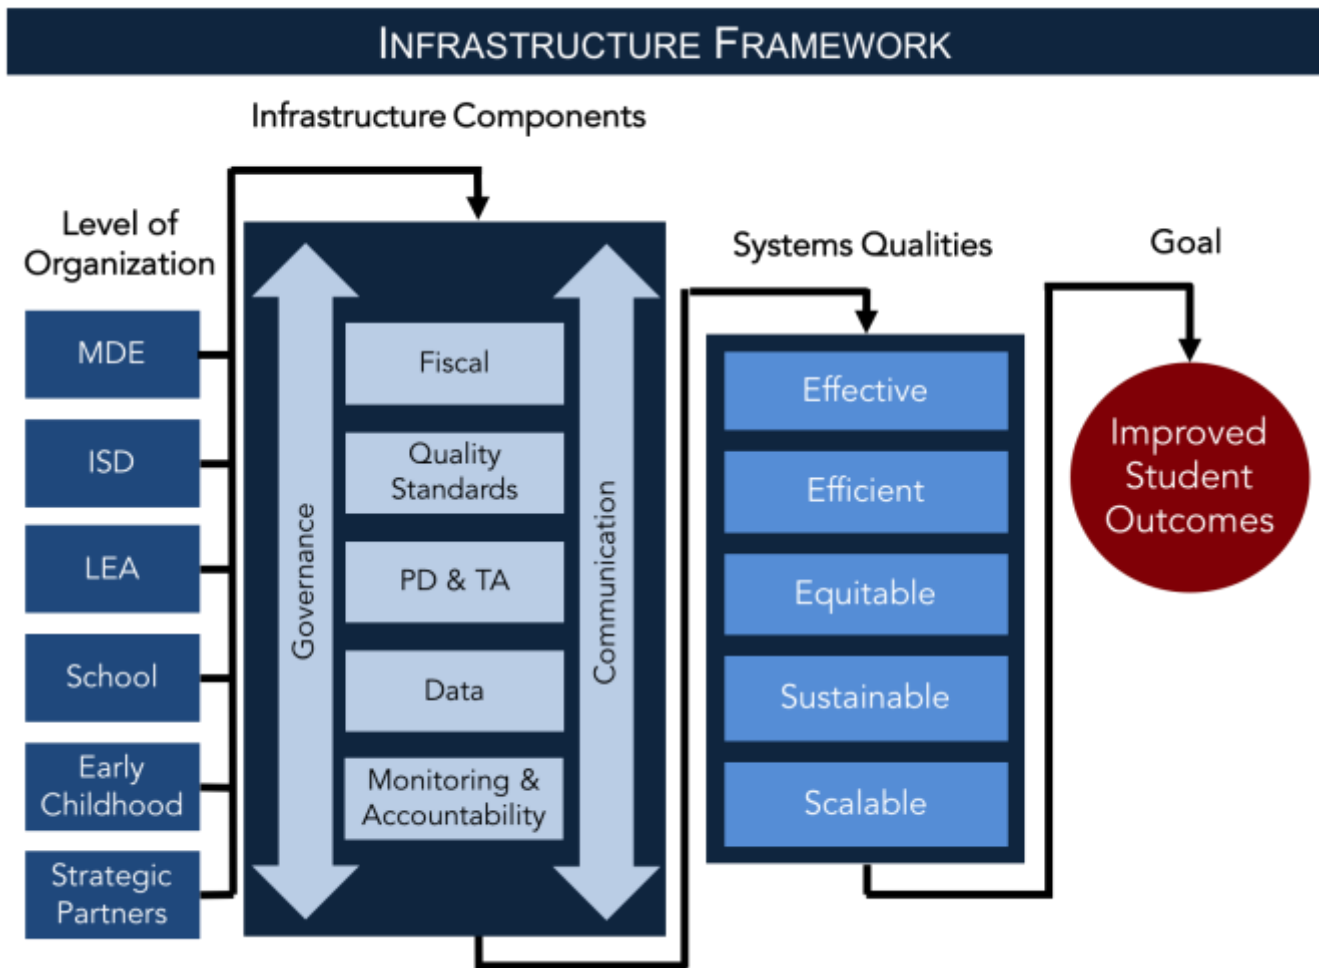 INFRASTRUCTURE FRAMEWORK
Infrastructure Components
Level of
Organization
MDE
ISD
LEA
School
Early
Childhood
Strategic
Partners
Governance
Fiscal
Quality
Standards
PD & TA
Data
Monitoring &
Accountability
Communication
Systems Qualities
Effective
Efficient
Equitable
Sustainable
Scalable
Goal
Improved
Student
Outcomes